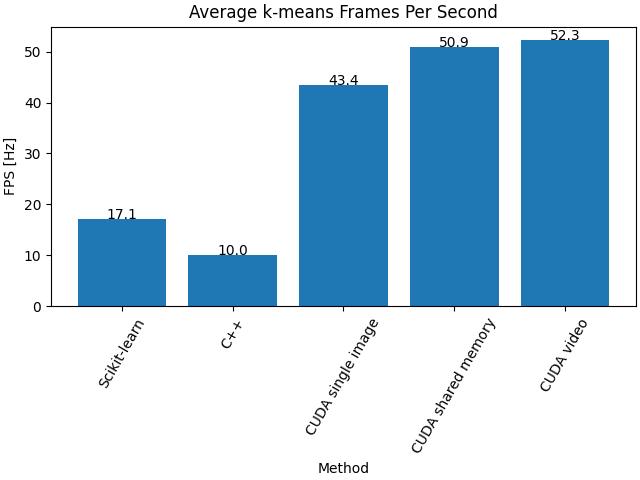 Average k-means Frames Per Second
FPS [Hz]
50
40
30
20
10
0
17.1
10.0
43.4
50.9
52.3
Scikit-learn
C++
CUDA single image
CUDA shared memory
CUDA video
Method